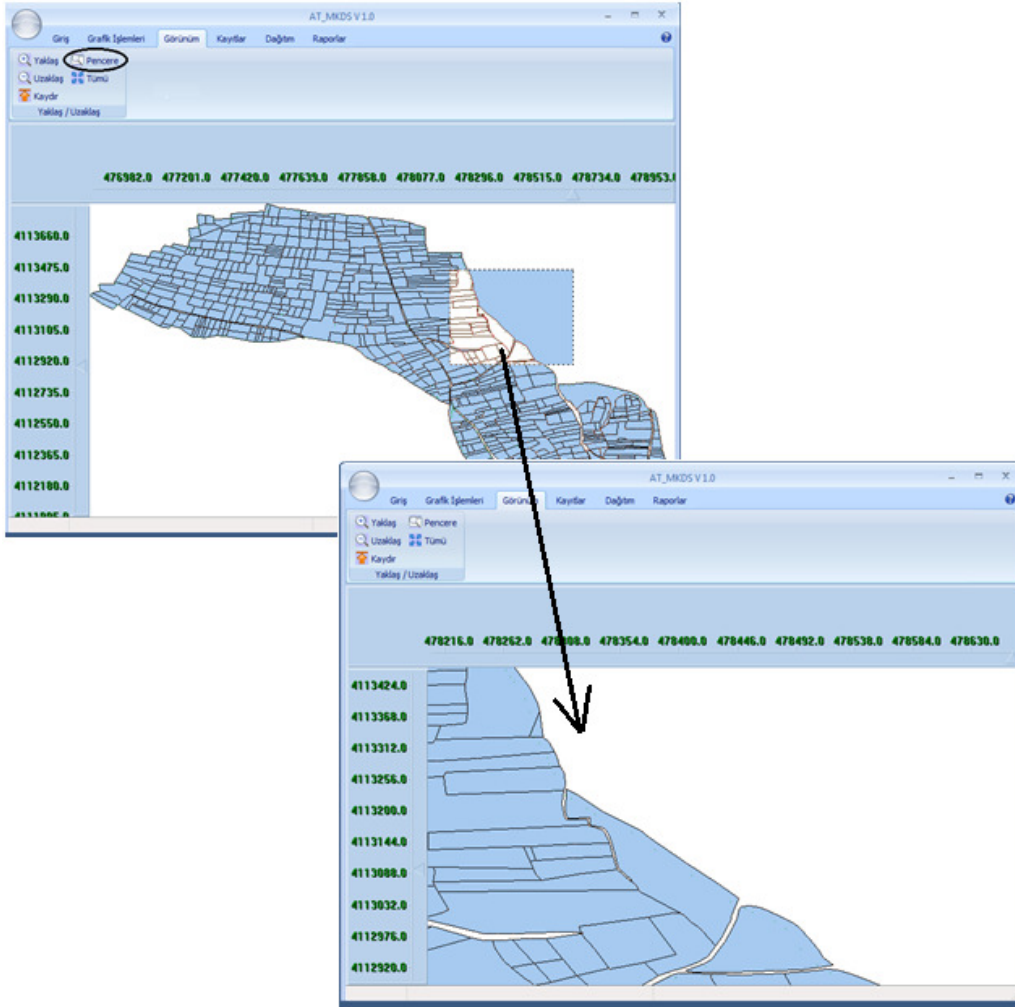 AT_MKDS V 1.0
Giriş Grafik İşlemleri Görünüm Kayıtlar Dağıtım Raporlar
Yaklaş Pencere
Uzaklaş Tümü
Kaydır
Yaklaş / Uzaklaş
476982.0 477201.0 477420.0 477639.0 477858.0 478077.0 478296.0 478515.0 478734.0 478953.
4113660.0
4113475.0
4113290.0
4113105.0
4112920.0
4112735.0
4112550.0
4112365.0
4112180.0
AT_MKDS V 1.0
Giriş Grafik İşlemleri Görünüm Kayıtlar Dağıtım Raporlar
Yaklaş Pencere
Uzaklaş Tümü
Kaydır
Yaklaş / Uzaklaş
478216.0 478262.0 478308.0 478354.0 478400.0 478446.0 478492.0 478538.0 478584.0 478630.0
4113424.0
4113368.0
4113312.0
4113256.0
4113200.0
4113144.0
4113088.0
4113032.0
4112976.0
4112920.0